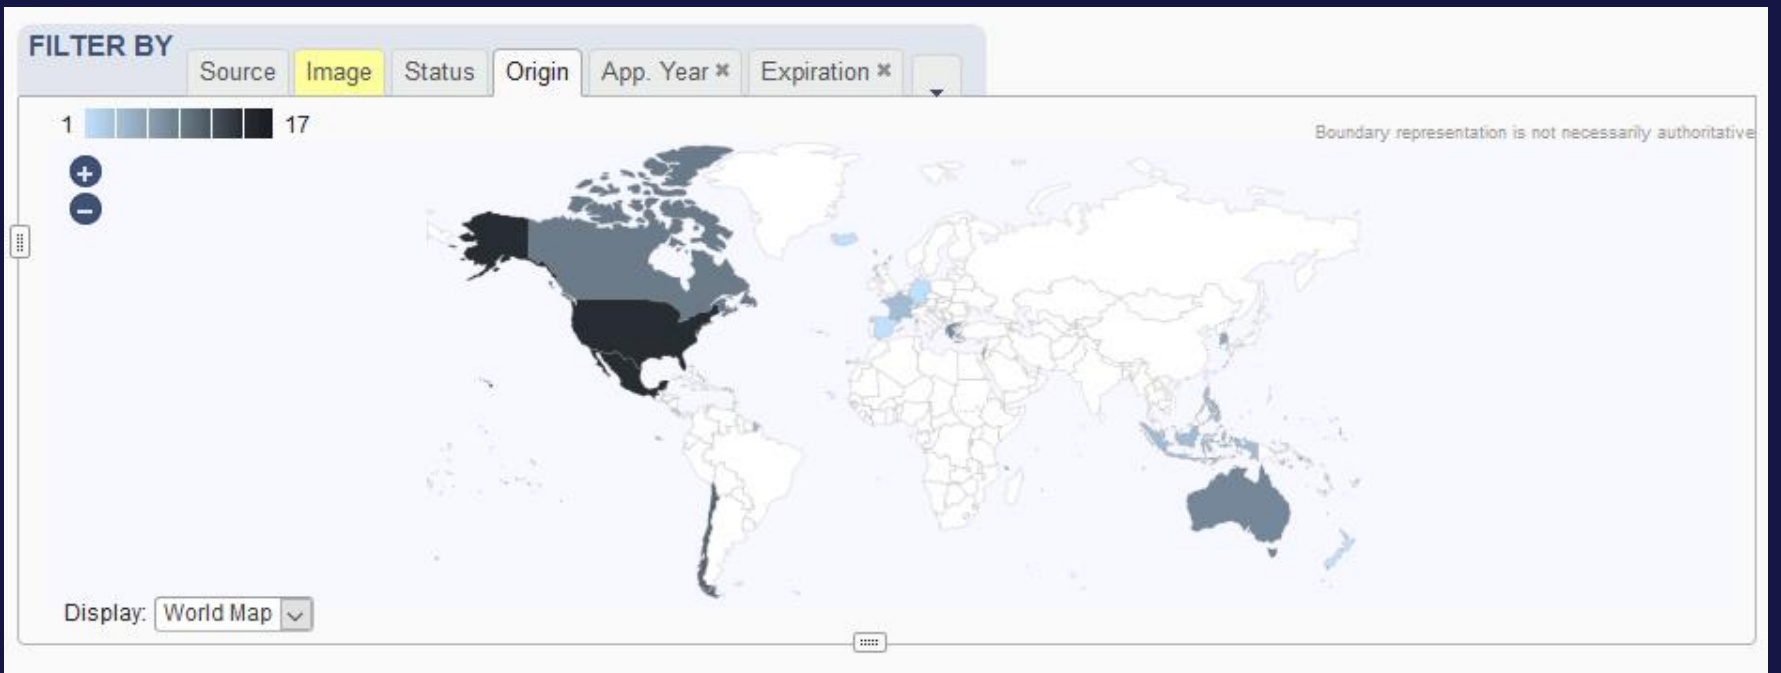 FILTER BY
Source Image Status Origin App. Year ✖ Expiration ✖
1 17
Boundary representation is not necessarily authoritative
+
−
Display: World Map